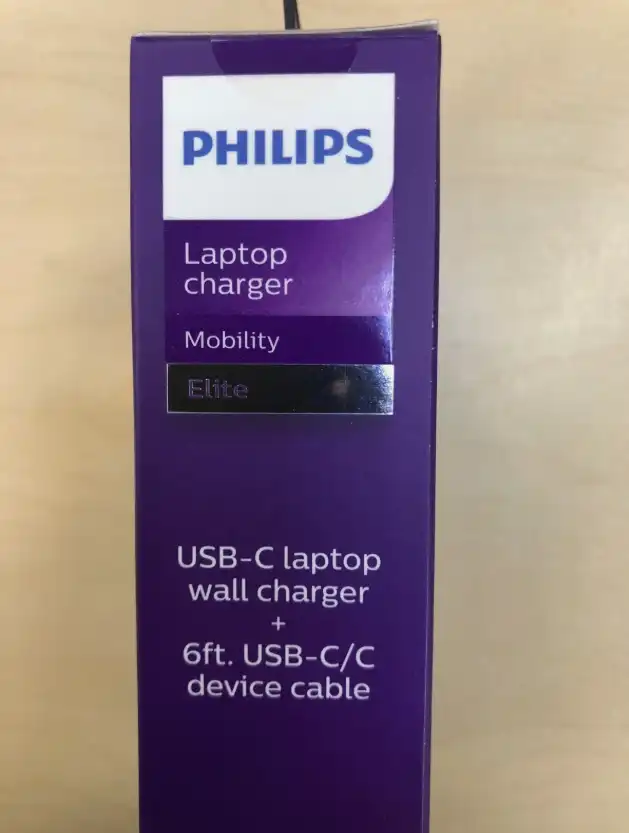 PHILIPS
Laptop
charger
Mobility
Elite
USB-C laptop
wall charger
+
6ft. USB-C/C
device cable